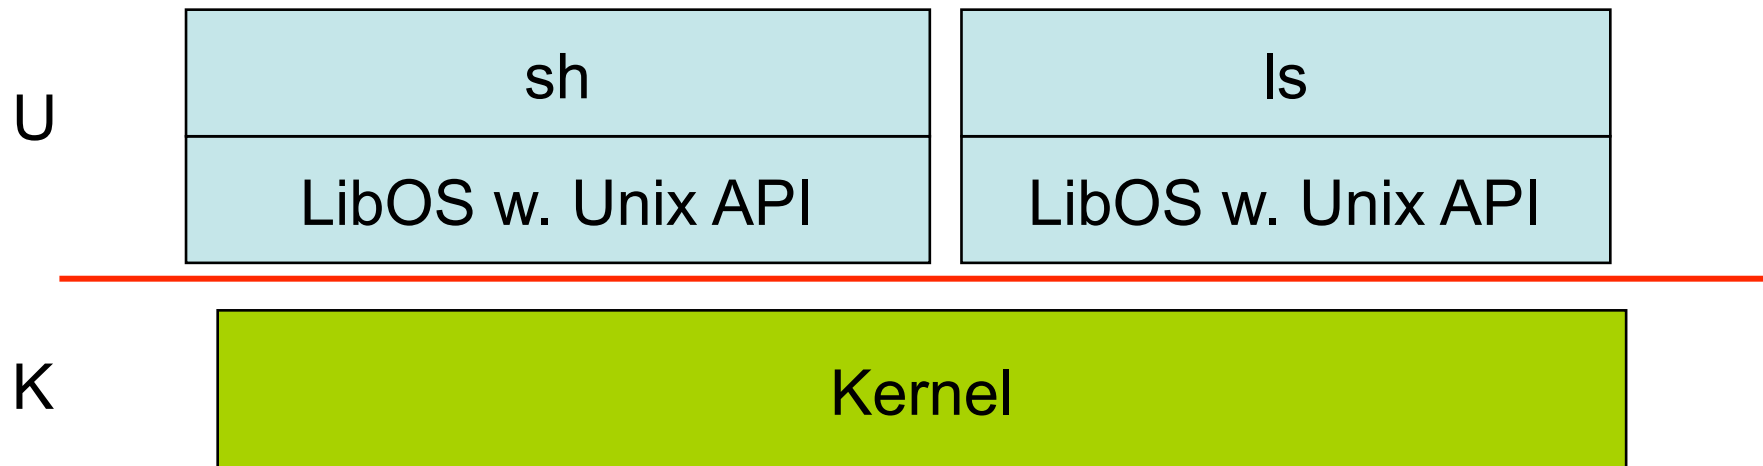 U
sh
ls
LibOS w. Unix API
LibOS w. Unix API
K
Kernel